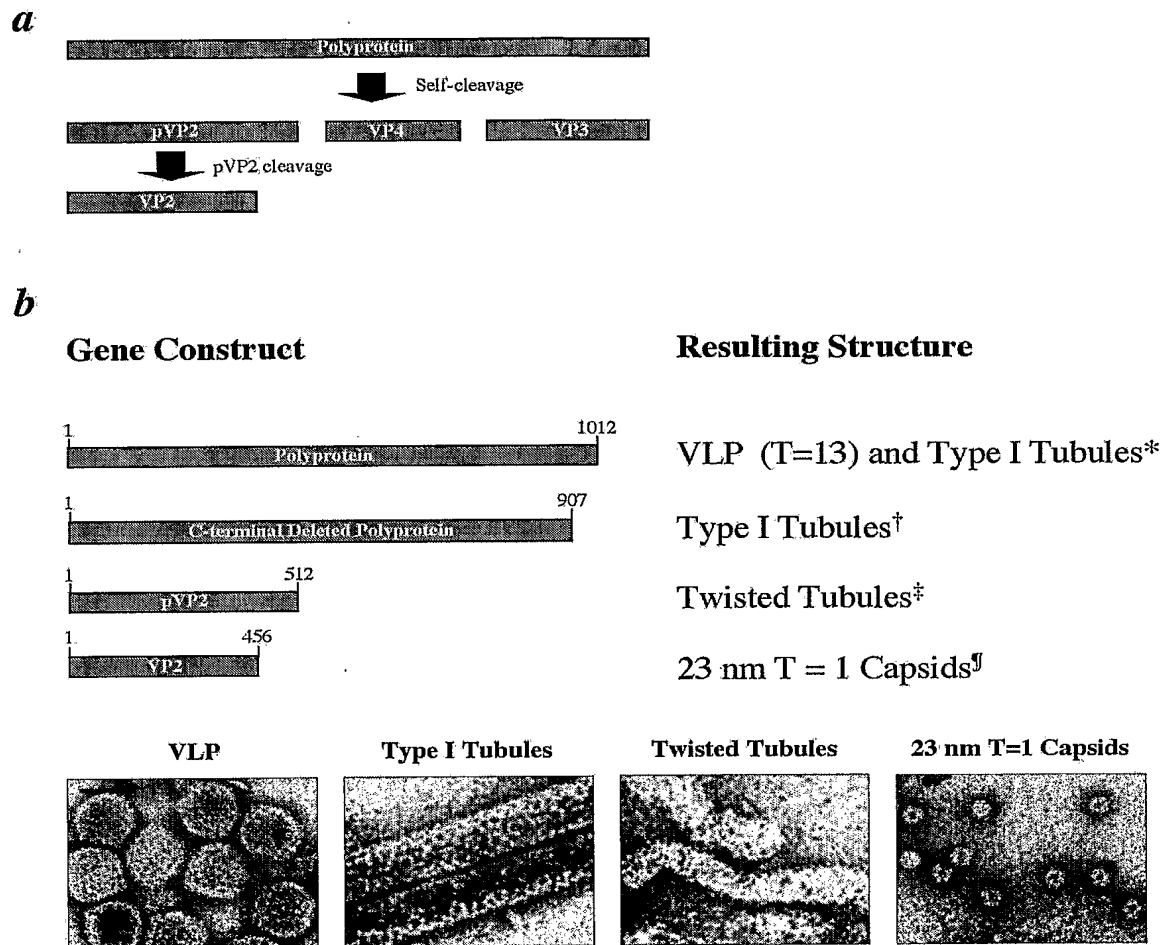 a
Polyprotein
Self-cleavage
pVP2 VP4 VP3
pVP2 cleavage
VP2
b
Gene Construct Resulting Structure
1 1012
Polyprotein VLP (T=13) and Type I Tubules*
1 907
C-terminal Deleted Polyprotein Type I Tubules†
1 512
pVP2 Twisted Tubules‡
1 456
VP2 23 nm T = 1 Capsids¶
VLP Type I Tubules Twisted Tubules 23 nm T=1 Capsids